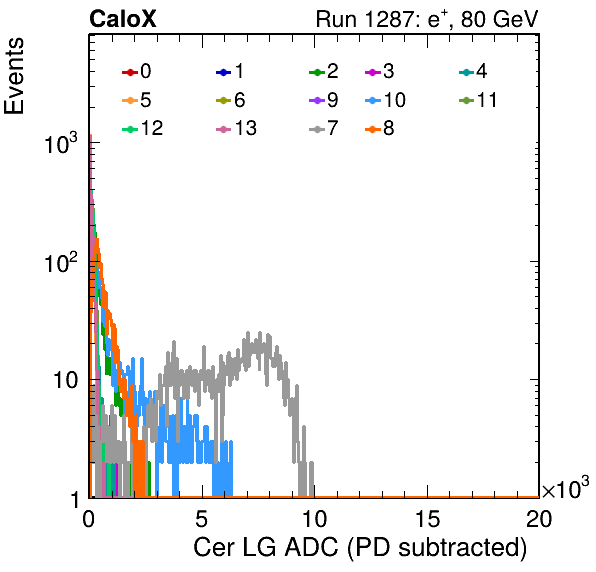 CaloX Run 1287: e⁺, 80 GeV
Events
0 1 2 3 4
5 6 9 10 11
12 13 7 8
10³
10²
10
1
0 5 10 15 20
×10³
Cer LG ADC (PD subtracted)